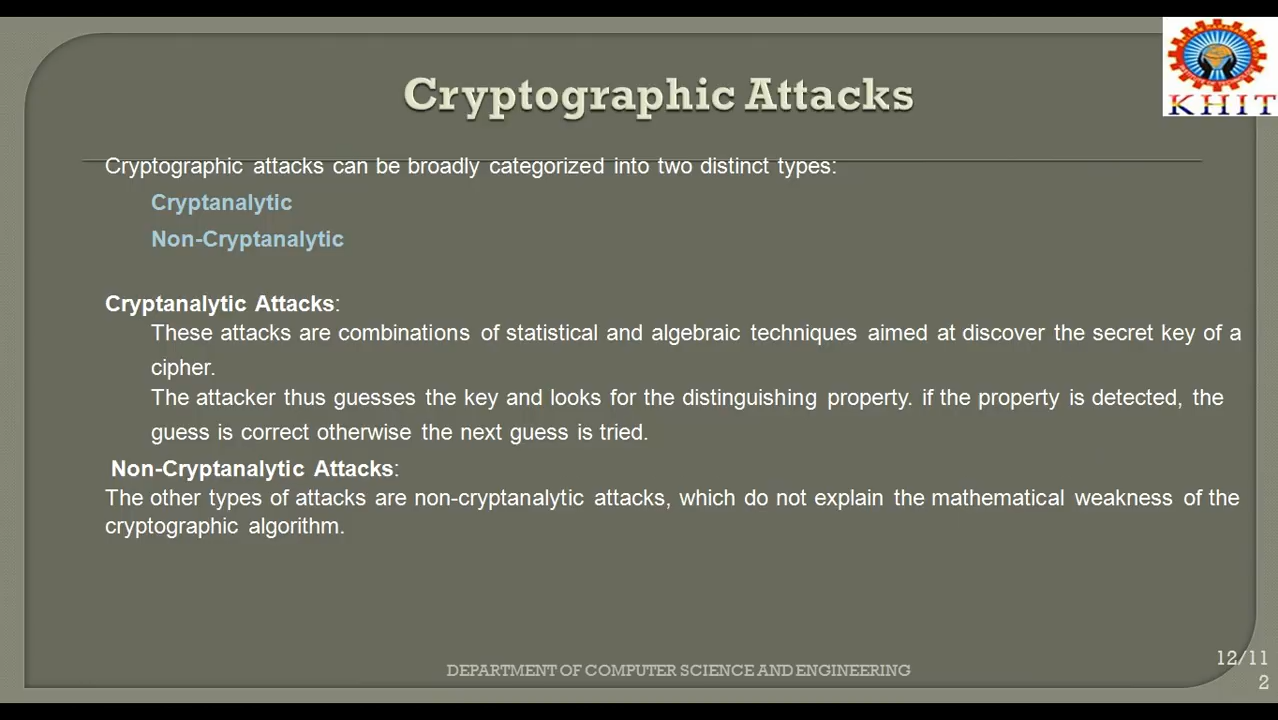 KHIT
Cryptographic Attacks
Cryptographic attacks can be broadly categorized into two distinct types:
Cryptanalytic
Non-Cryptanalytic
Cryptanalytic Attacks:
These attacks are combinations of statistical and algebraic techniques aimed at discover the secret key of a
cipher.
The attacker thus guesses the key and looks for the distinguishing property. if the property is detected, the
guess is correct otherwise the next guess is tried.
Non-Cryptanalytic Attacks:
The other types of attacks are non-cryptanalytic attacks, which do not explain the mathematical weakness of the
cryptographic algorithm.
DEPARTMENT OF COMPUTER SCIENCE AND ENGINEERING
12/11
2